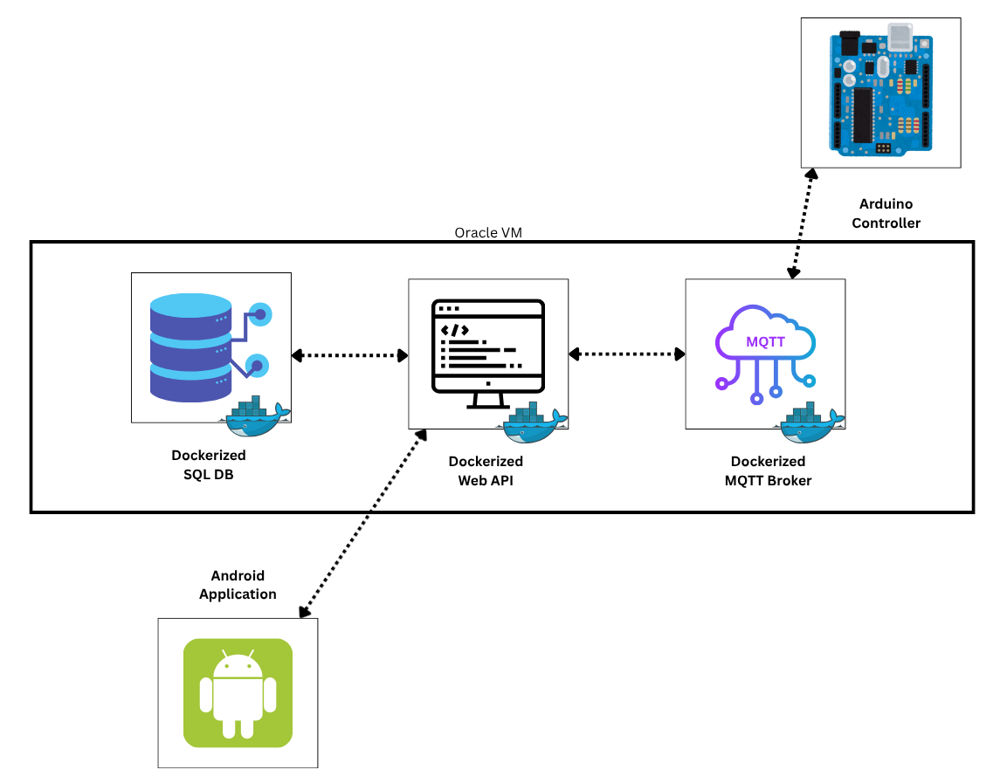 Arduino
Controller
Oracle VM
</>
MQTT
Dockerized
SQL DB
Dockerized
Web API
Dockerized
MQTT Broker
Android
Application